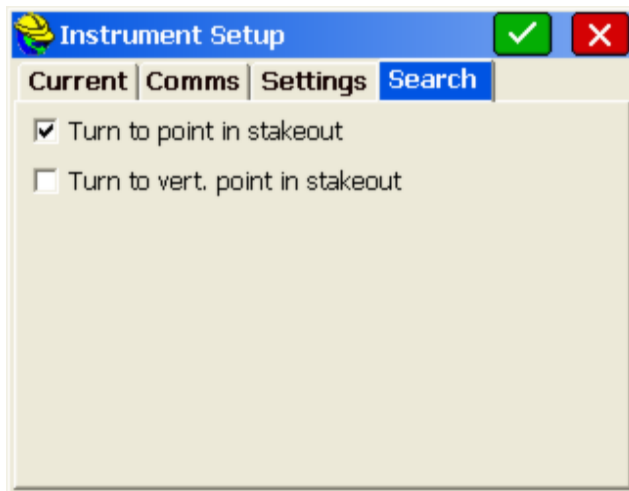 Instrument Setup
Current Comms Settings Search
Turn to point in stakeout
Turn to vert. point in stakeout